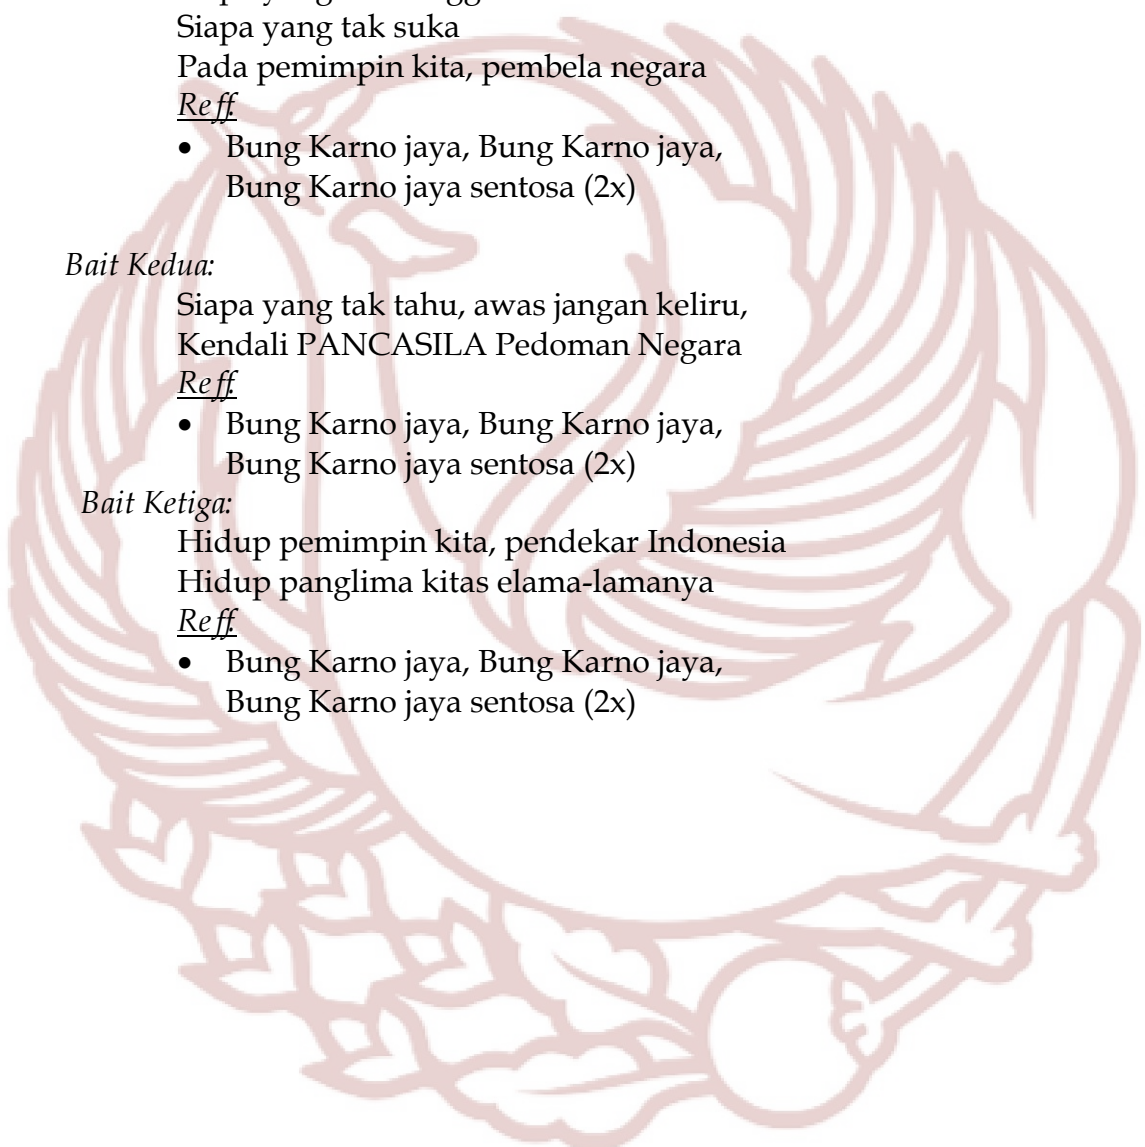 Siapa yang tak suka
Pada pemimpin kita, pembela negara
Reff.
• Bung Karno jaya, Bung Karno jaya,
Bung Karno jaya sentosa (2x)
Bait Kedua:
Siapa yang tak tahu, awas jangan keliru,
Kendali PANCASILA Pedoman Negara
Reff.
• Bung Karno jaya, Bung Karno jaya,
Bung Karno jaya sentosa (2x)
Bait Ketiga:
Hidup pemimpin kita, pendekar Indonesia
Hidup panglima kitas elama-lamanya
Reff.
• Bung Karno jaya, Bung Karno jaya,
Bung Karno jaya sentosa (2x)